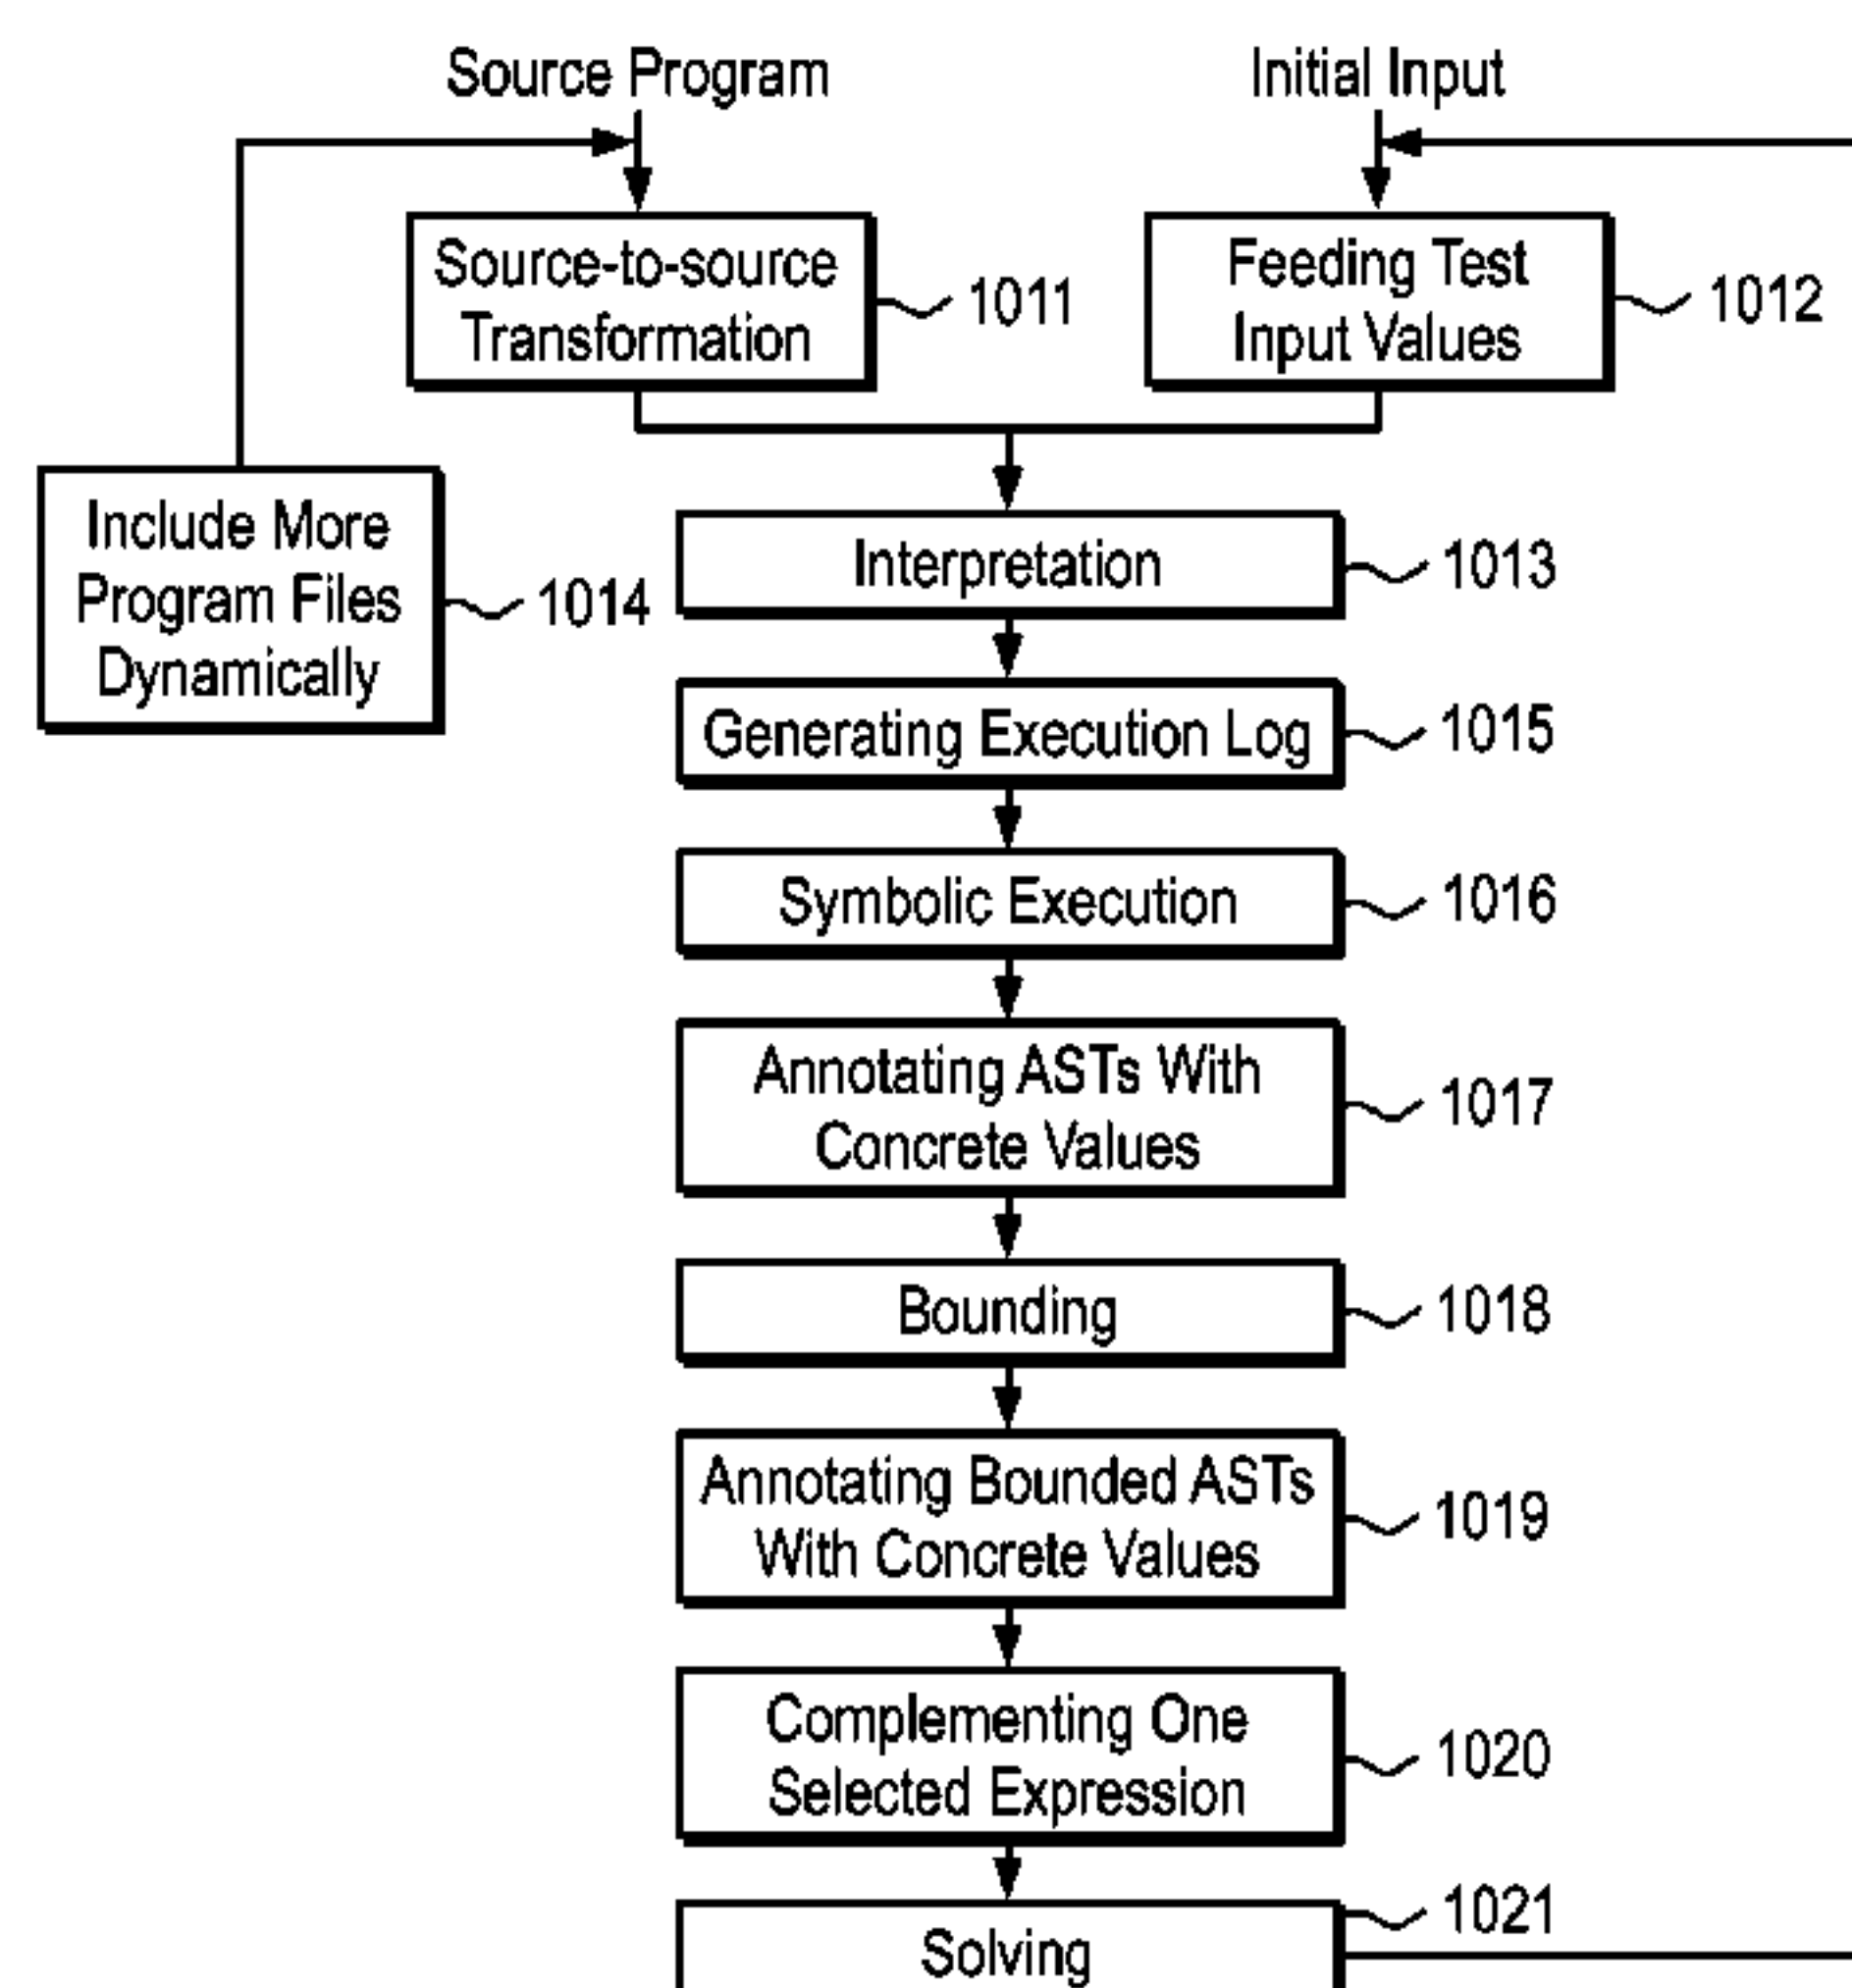 Source Program
Initial Input
Source-to-source
Transformation
1011
Feeding Test
Input Values
1012
Include More
Program Files
Dynamically
1014
Interpretation
1013
Generating Execution Log
1015
Symbolic Execution
1016
Annotating ASTs With
Concrete Values
1017
Bounding
1018
Annotating Bounded ASTs
With Concrete Values
1019
Complementing One
Selected Expression
1020
Solving
1021